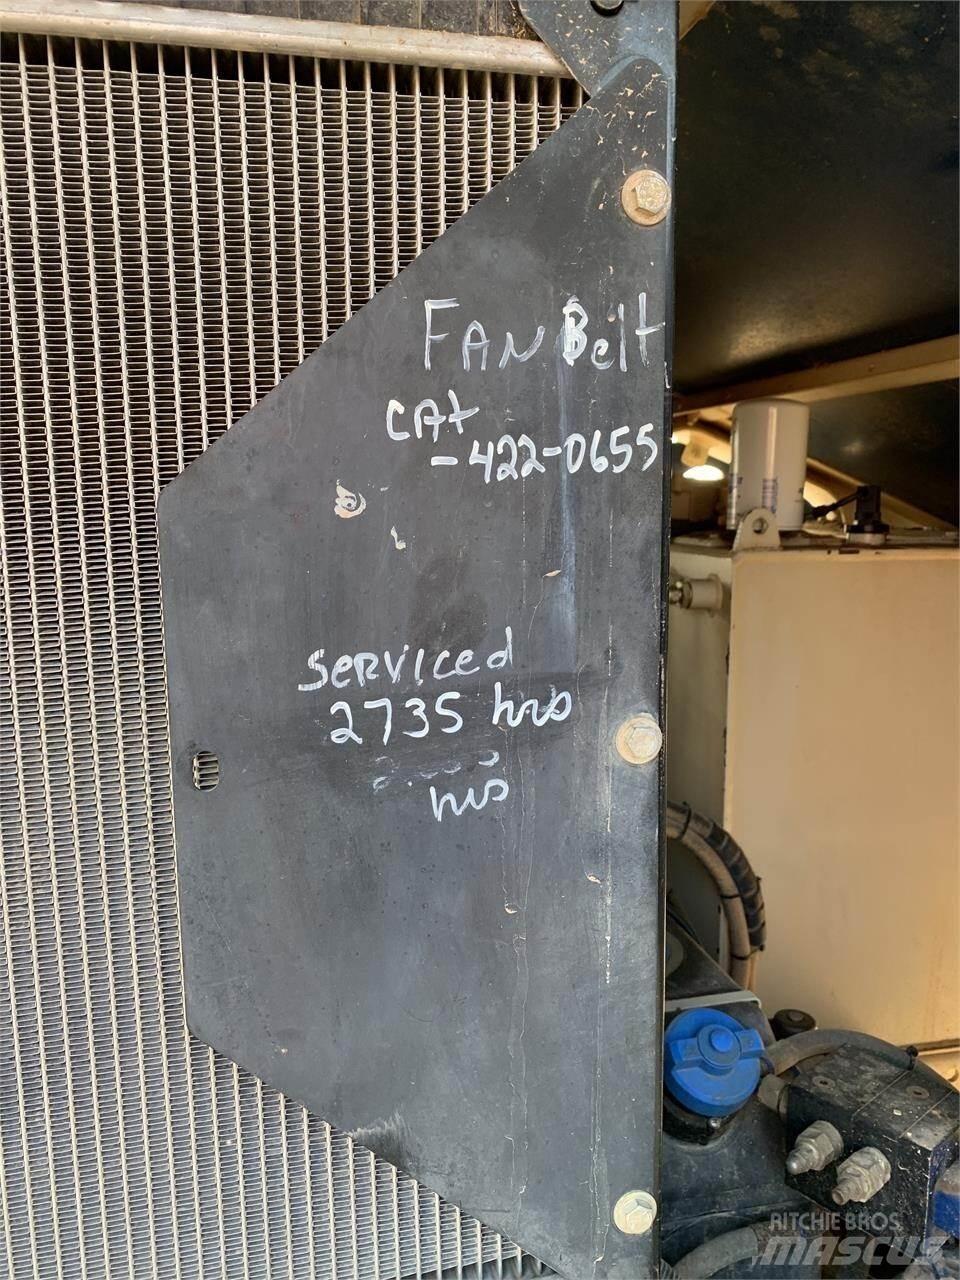 FAN Belt
CAt
-422-0655
Serviced
2735 hrs
hrs
RITCHIE BROS.
MASCUS